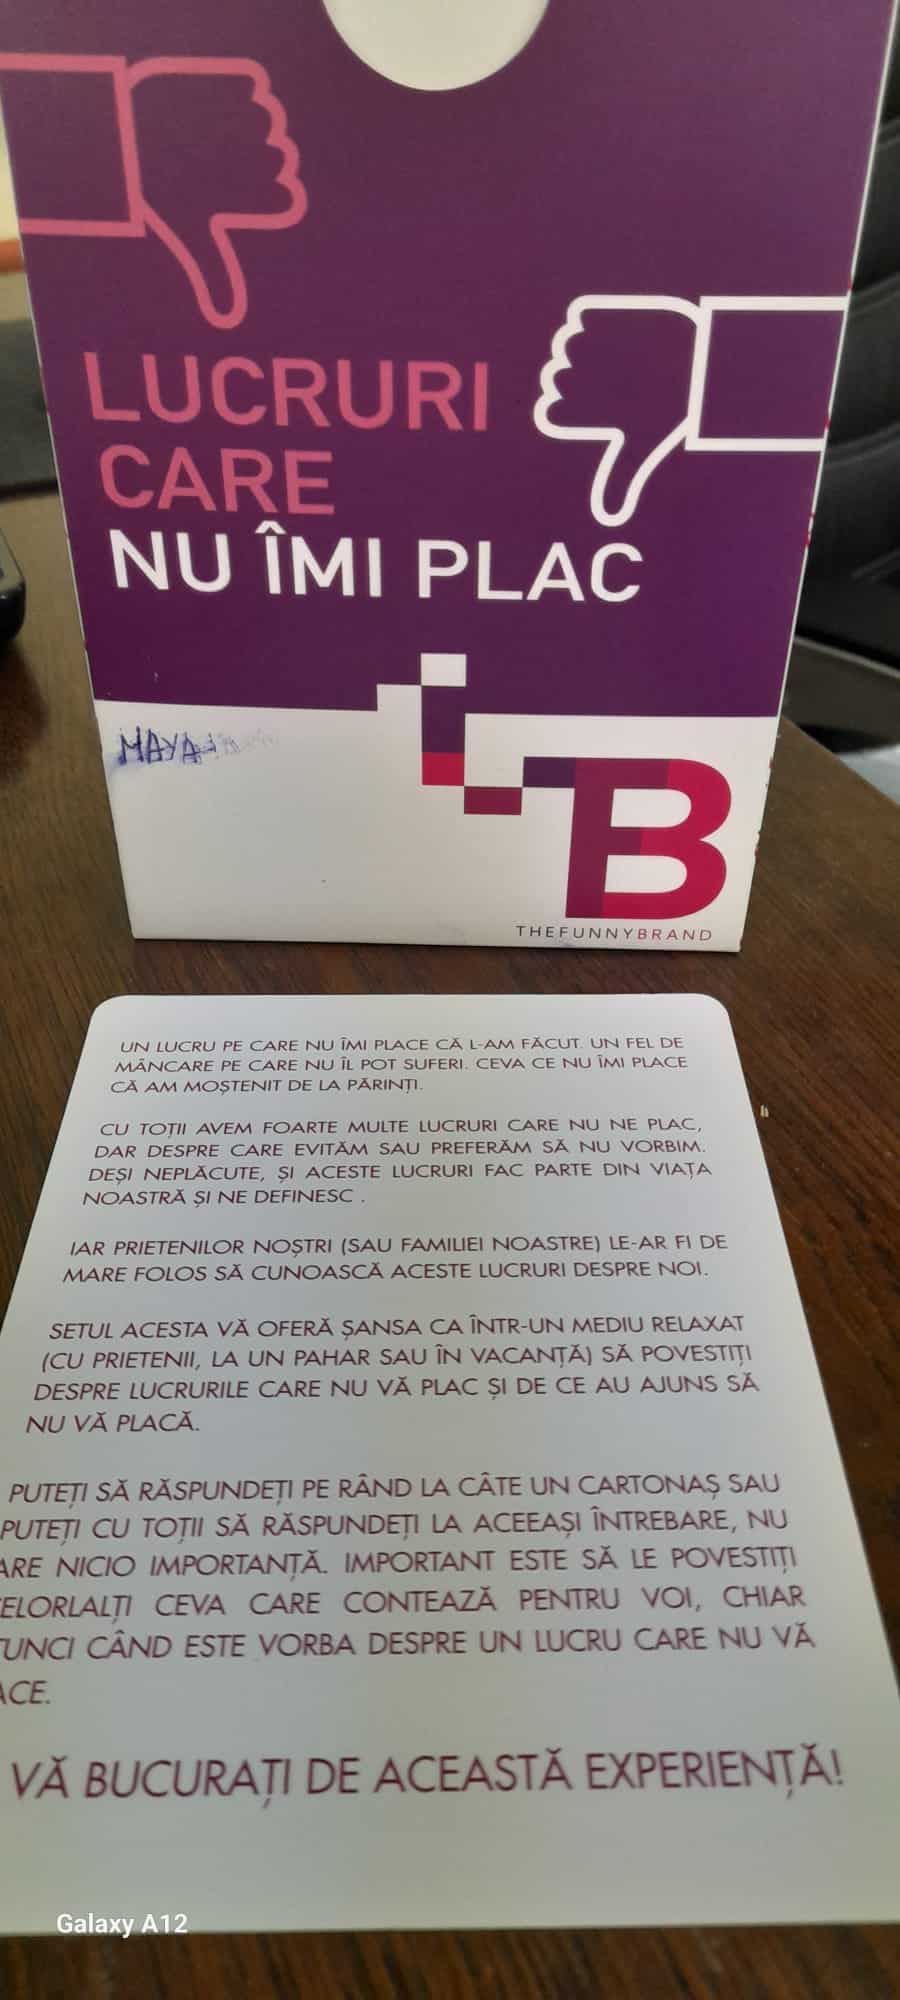 LUCRURI
CARE
NU ÎMI PLAC
MAYA
B
THEFUNNYBRAND
UN LUCRU PE CARE NU ÎMI PLACE CĂ L-AM FĂCUT. UN FEL DE
MÂNCARE PE CARE NU ÎL POT SUFERI. CEVA CE NU ÎMI PLACE
CĂ AM MOȘTENIT DE LA PĂRINȚI.
CU TOȚII AVEM FOARTE MULTE LUCRURI CARE NU NE PLAC,
DAR DESPRE CARE EVITĂM SAU PREFERĂM SĂ NU VORBIM.
DEȘI NEPLĂCUTE, ȘI ACESTE LUCRURI FAC PARTE DIN VIAȚA
NOASTRĂ ȘI NE DEFINESC .
IAR PRIETENILOR NOȘTRI (SAU FAMILIEI NOASTRE) LE-AR FI DE
MARE FOLOS SĂ CUNOASCĂ ACESTE LUCRURI DESPRE NOI.
SETUL ACESTA VĂ OFERĂ ȘANSA CA ÎNTR-UN MEDIU RELAXAT
(CU PRIETENII, LA UN PAHAR SAU ÎN VACANȚĂ) SĂ POVESTIȚI
DESPRE LUCRURILE CARE NU VĂ PLAC ȘI DE CE AU AJUNS SĂ
NU VĂ PLACĂ.
PUTEȚI SĂ RĂSPUNDEȚI PE RÂND LA CÂTE UN CARTONAȘ SAU
PUTEȚI CU TOȚII SĂ RĂSPUNDEȚI LA ACEEAȘI ÎNTREBARE, NU
ARE NICIO IMPORTANȚĂ. IMPORTANT ESTE SĂ LE POVESTIȚI
ELORLALȚI CEVA CARE CONTEAZĂ PENTRU VOI, CHIAR
TUNCI CÂND ESTE VORBA DESPRE UN LUCRU CARE NU VĂ
ACE.
VĂ BUCURAȚI DE ACEASTĂ EXPERIENȚĂ!
Galaxy A12